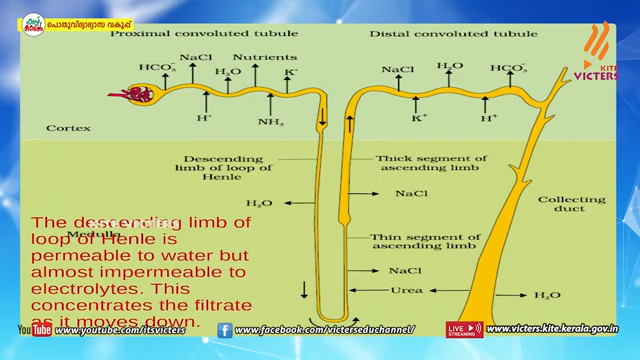 പൊതുവിദ്യാഭ്യാസ വകുപ്പ്
KITE
VICTERS
Proximal convoluted tubule
Distal convoluted tubule
HCO₃⁻
NaCl
H₂O
Nutrients
K⁺
NaCl
H₂O
HCO₃⁻
H⁺
NH₃
K⁺
H⁺
Cortex
Descending
limb of loop of
Henle
Thick segment of
ascending limb
NaCl
H₂O
Collecting
duct
Thin segment of
ascending limb
NaCl
Urea
H₂O
Medulla
The descending limb of
loop of Henle is
permeable to water but
almost impermeable to
electrolytes. This
concentrates the filtrate
as it moves down.
YouTube www.youtube.com/itsvicters
www.facebook.com/victerseduchannel/
LIVE STREAMING www.victers.kite.kerala.gov.in